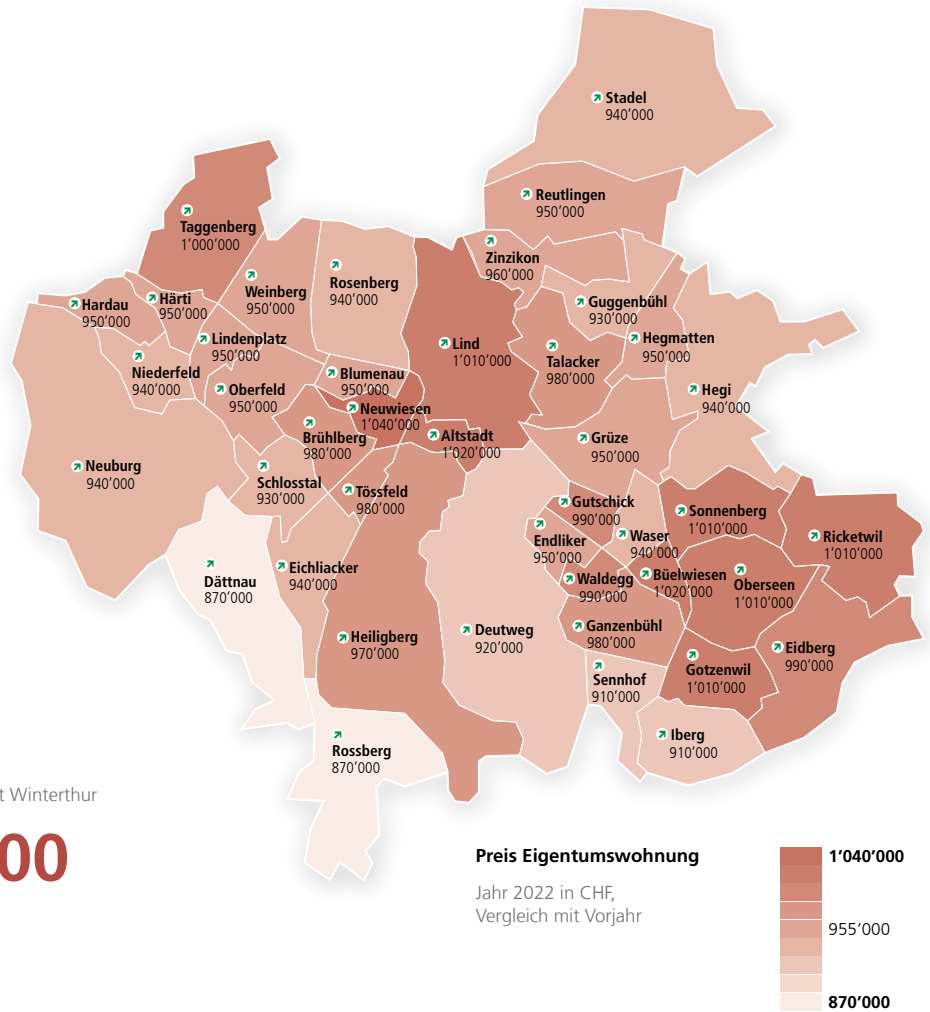 Stadel
940’000
Reutlingen
950’000
Taggenberg
1’000’000
Zinzikon
960’000
Rosenberg
940’000
Weinberg
950’000
Härti
950’000
Hardau
950’000
Guggenbühl
930’000
Hegmatten
950’000
Lindenplatz
950’000
Lind
1’010’000
Talacker
980’000
Niederfeld
940’000
Blumenau
950’000
Oberfeld
950’000
Hegi
940’000
Neuwiesen
1’040’000
Brühlberg
980’000
Altstadt
1’020’000
Grüze
950’000
Neuburg
940’000
Schlosstal
930’000
Tössfeld
980’000
Gutschick
990’000
Sonnenberg
1’010’000
Endliker
950’000
Waser
940’000
Ricketwil
1’010’000
Dättnau
870’000
Eichliacker
940’000
Waldegg
990’000
Büelwiesen
1’020’000
Oberseen
1’010’000
Heiligberg
970’000
Deutweg
920’000
Ganzenbühl
980’000
Eidberg
990’000
Sennhof
910’000
Gotzenwil
1’010’000
Rossberg
870’000
Iberg
910’000
t Winterthur
00
Preis Eigentumswohnung
Jahr 2022 in CHF,
Vergleich mit Vorjahr
1’040’000
955’000
870’000